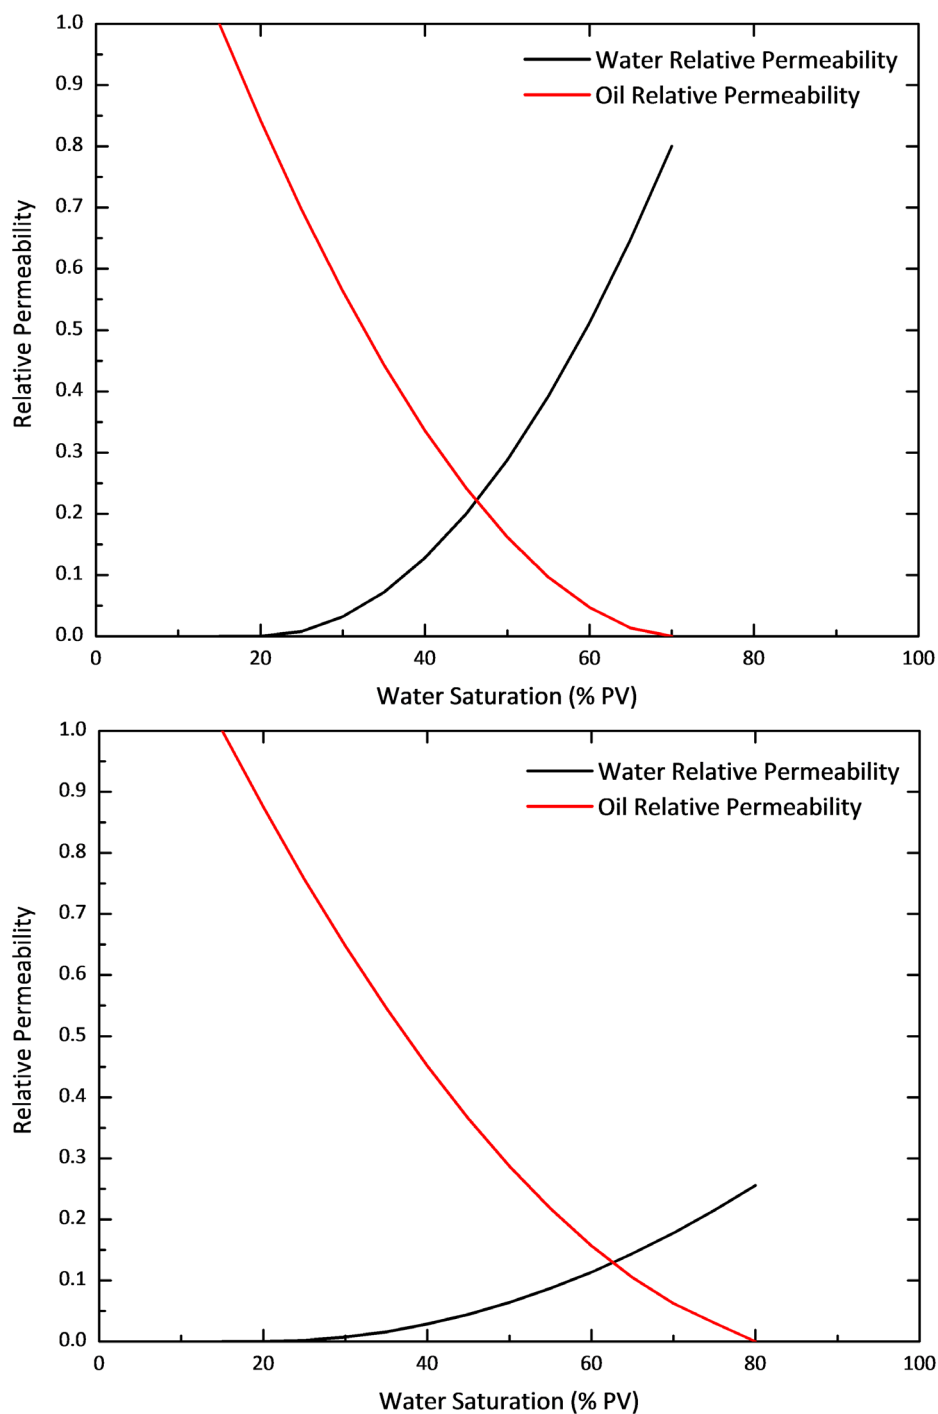 Water Relative Permeability
Oil Relative Permeability
Relative Permeability
1.0
0.9
0.8
0.7
0.6
0.5
0.4
0.3
0.2
0.1
0.0
0 20 40 60 80 100
Water Saturation (% PV)
Water Relative Permeability
Oil Relative Permeability
Relative Permeability
1.0
0.9
0.8
0.7
0.6
0.5
0.4
0.3
0.2
0.1
0.0
0 20 40 60 80 100
Water Saturation (% PV)